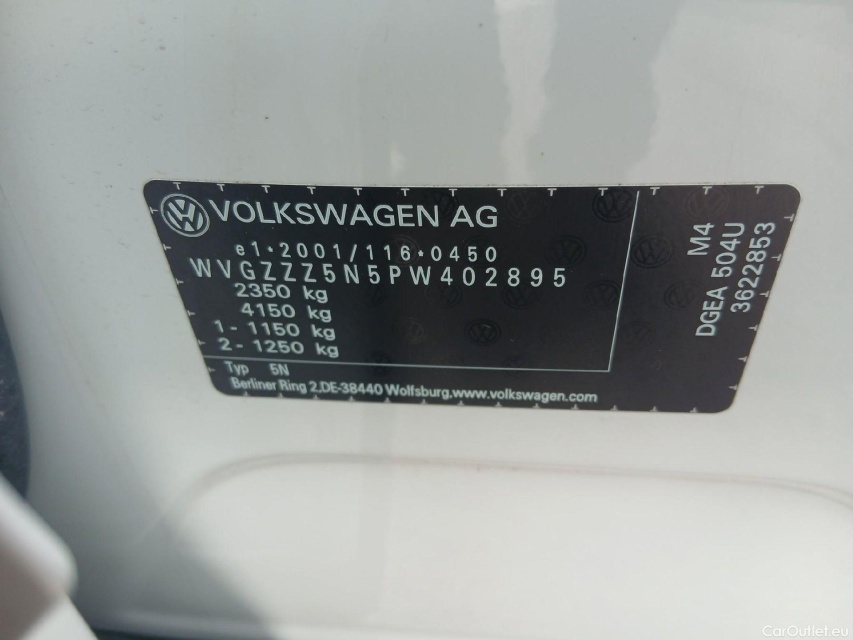 VOLKSWAGEN AG
e1*2001/116*0450
WVGZZZ5N5PW402895
2350 kg
4150 kg
1 - 1150 kg
2 - 1250 kg
Typ 5N
Berliner Ring 2,DE-38440 Wolfsburg,www.volkswagen.com
M4
DGEA 504U
3622853
CarOutlet.eu